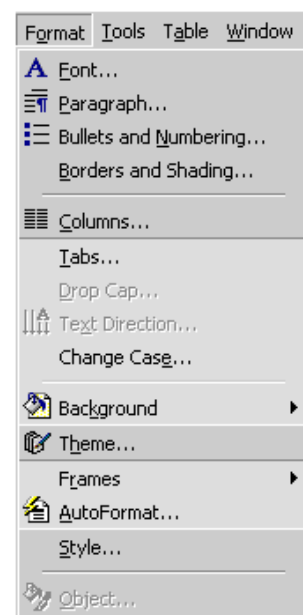 Format Tools Table Window
Font...
Paragraph...
Bullets and Numbering...
Borders and Shading...
Columns...
Tabs...
Drop Cap...
Text Direction...
Change Case...
Background
Theme...
Frames
AutoFormat...
Style...
Object...